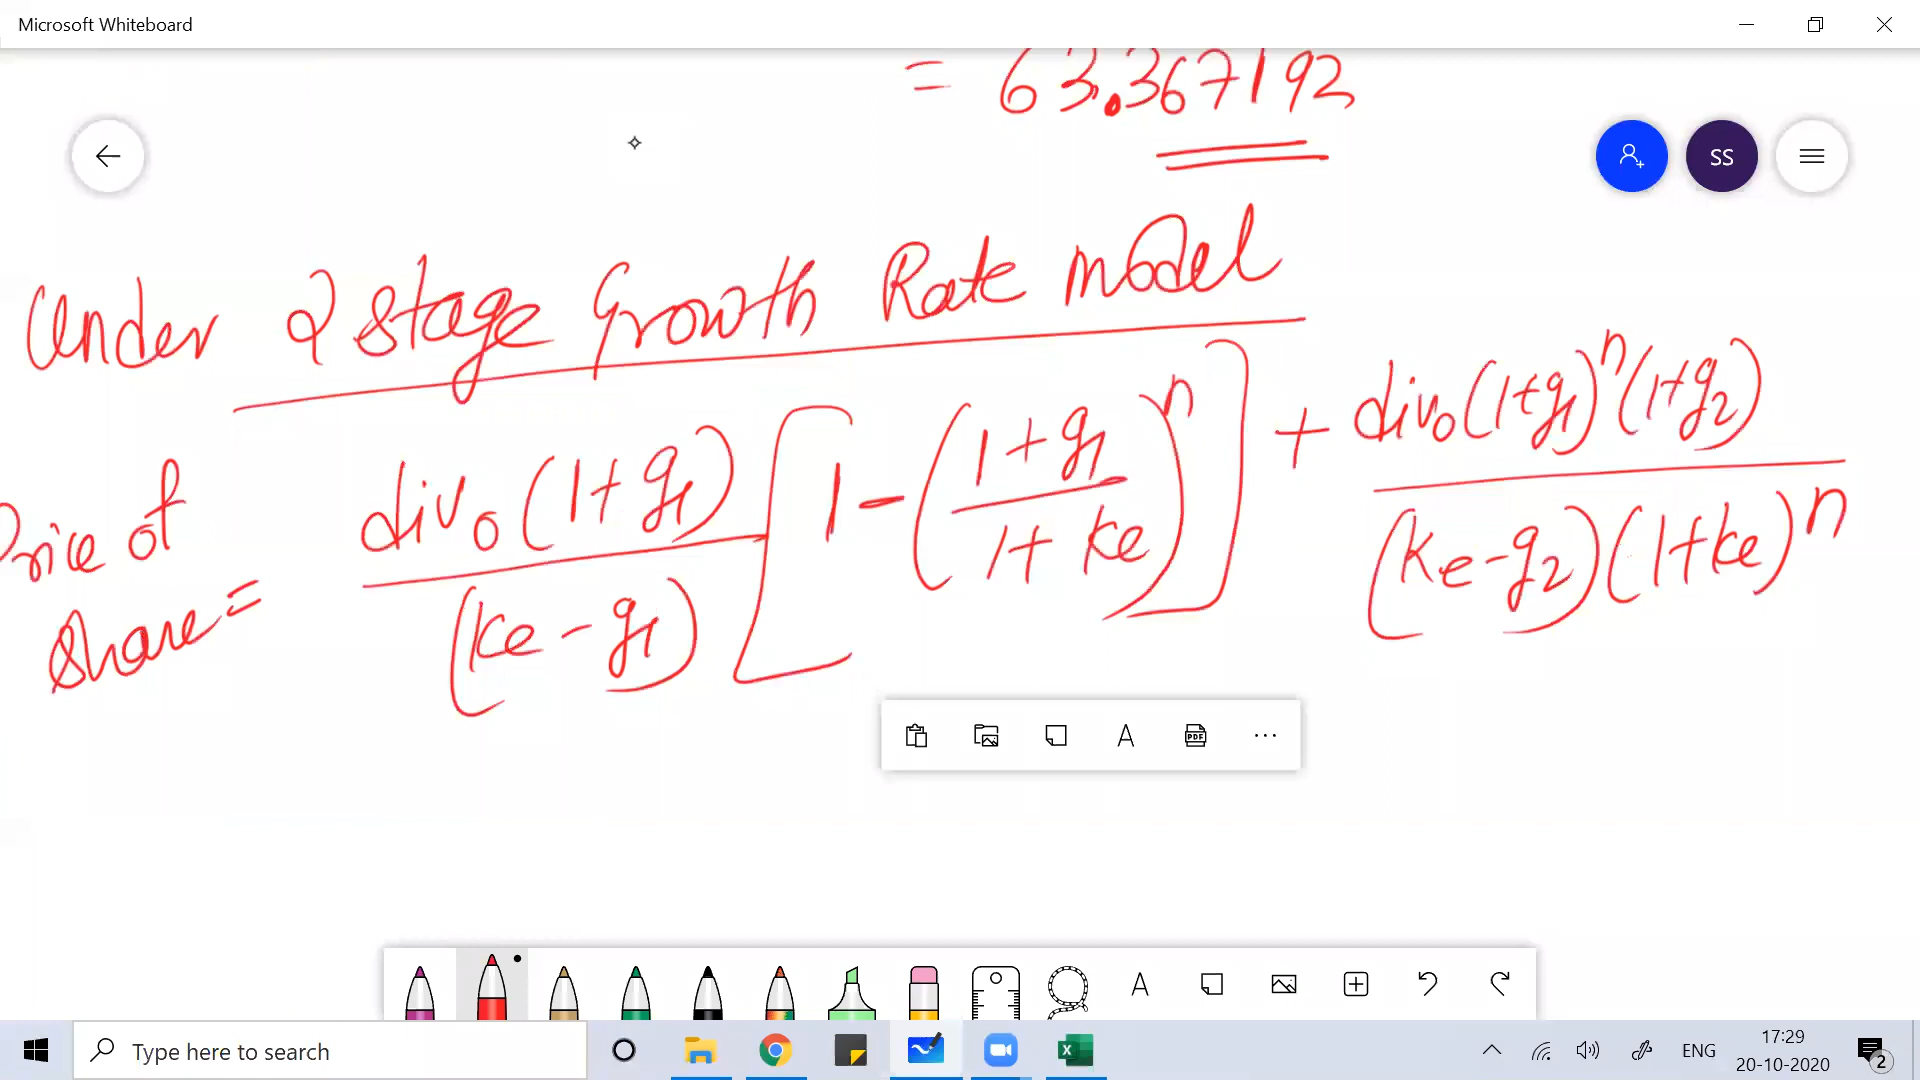 Microsoft Whiteboard
= 63.367192
SS
Under 2 Stage Growth Rate model
Price of Share = div₀(1+g₁)/(ke-g₁) [1-((1+g₁)/(1+ke))ⁿ] + div₀(1+g₁)ⁿ(1+g₂)/((ke-g₂)(1+ke)ⁿ)
A
PDF
A
Type here to search
ENG
17:29
20-10-2020
2